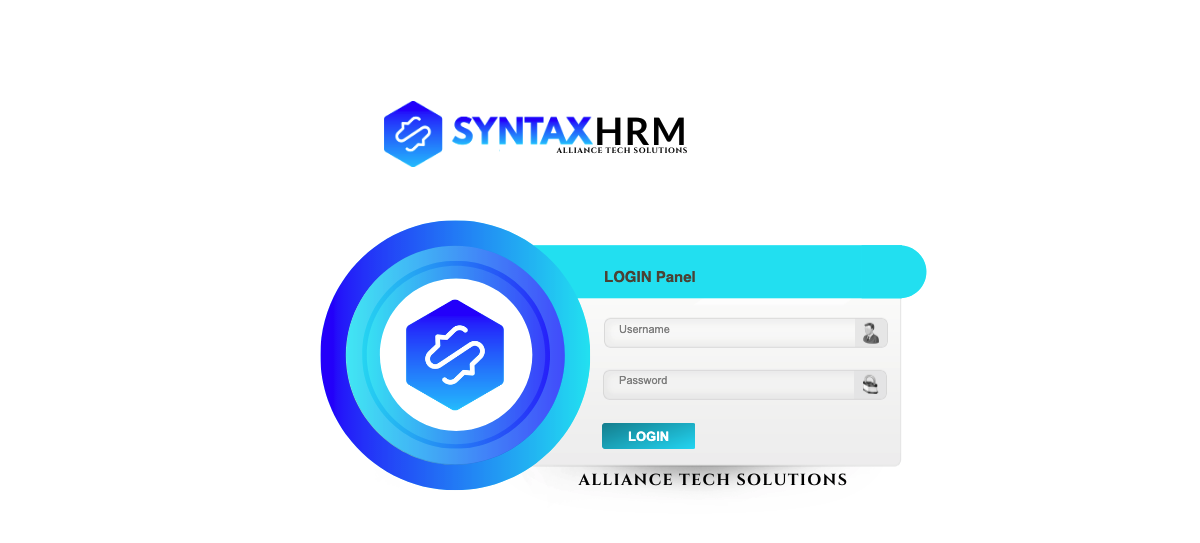 SYNTAXHRM
ALLIANCE TECH SOLUTIONS
LOGIN Panel
Username
Password
LOGIN
ALLIANCE TECH SOLUTIONS